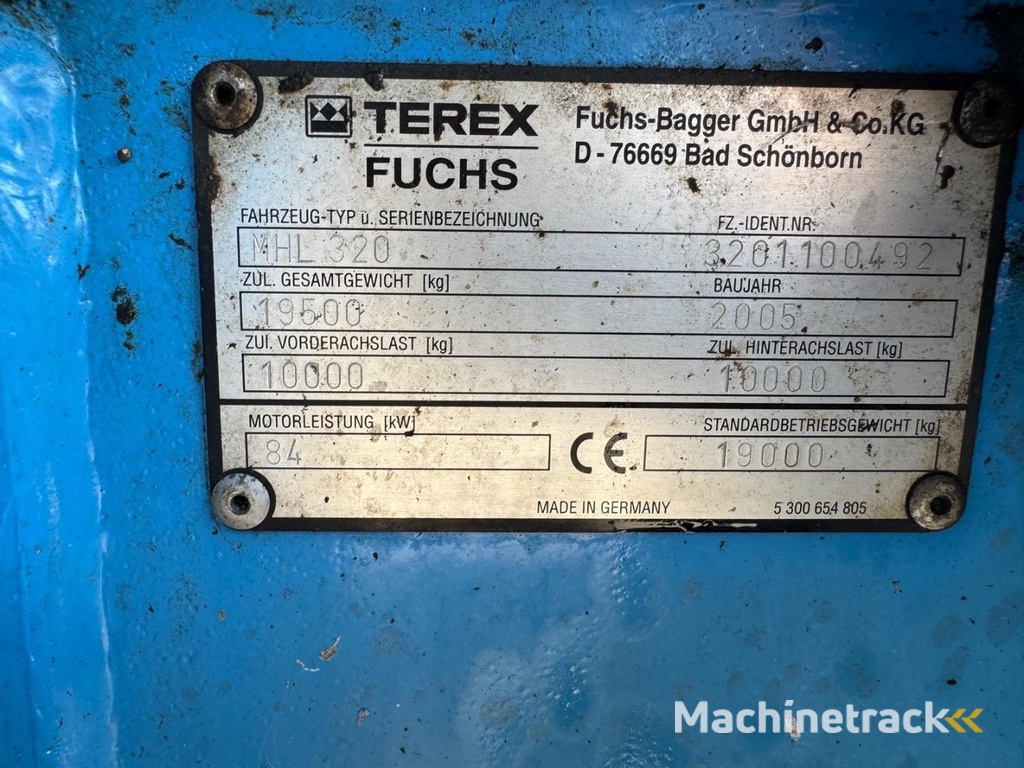 TEREX
FUCHS
Fuchs-Bagger GmbH & Co.KG
D - 76669 Bad Schönborn
FAHRZEUG-TYP u. SERIENBEZEICHNUNG
FZ.-IDENT.NR.
MHL 320
3201100492
ZUL. GESAMTGEWICHT [kg]
BAUJAHR
19500
2005
ZUL. VORDERACHSLAST [kg]
ZUL. HINTERACHSLAST [kg]
10000
10000
MOTORLEISTUNG [kW]
STANDARDBETRIEBSGEWICHT [kg]
84
CE
19000
MADE IN GERMANY
5 300 654 805
Machinetrack